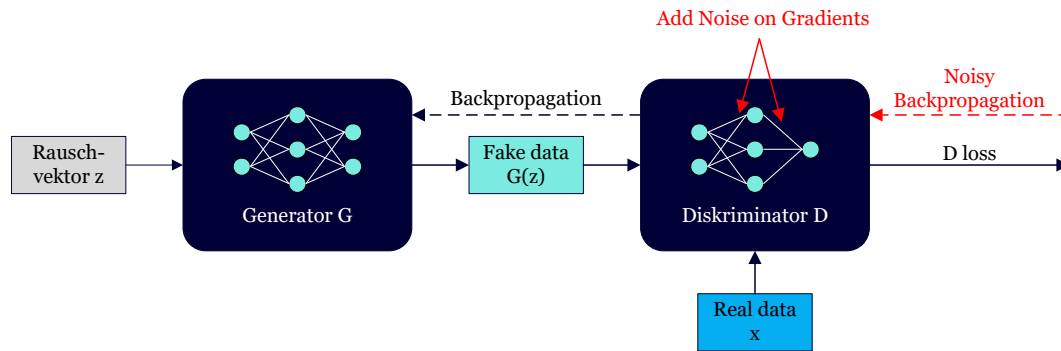 Add Noise on Gradients
Noisy
Backpropagation
Backpropagation
Rausch-
vektor z
Fake data
G(z)
D loss
Generator G
Diskriminator D
Real data
x